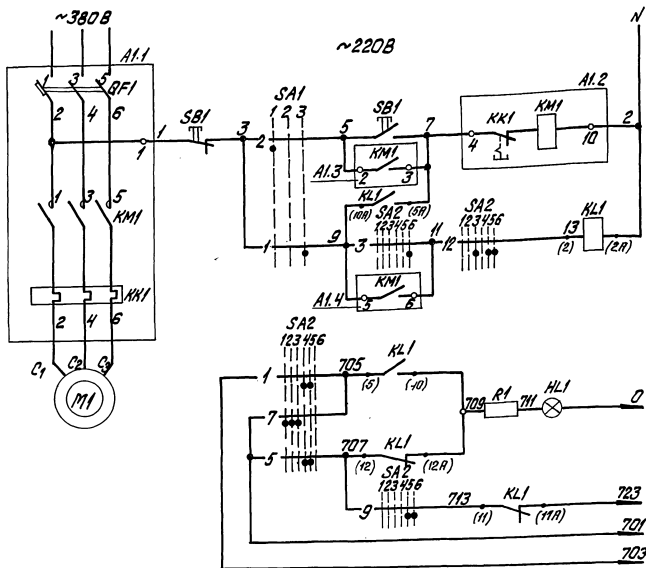 ~380В
A1.1
1 3 5 QF1
2 4 6
~220В
N
1 SB1 3
1
SA1
1 2 3
2
5 SB1 7
A1.3 KM1
2 3
KL1
(10A) (5A)
A1.2
KK1 KM1
4 10 2
1 3 5
KM1
KK1
2 4 6
C1 C2 C3
M1
1 9 3
SA2
123456
11 12
SA2
123456
13 KL1
(2) (2A)
KM1
A1.4 5 6
SA2
123456
1 705 KL1
(5) (10)
7
5 707 KL1
(12) (12A)
709 R1 711 HL1 0
SA2
123456
9 713 KL1 723
(11) (11A)
701
703